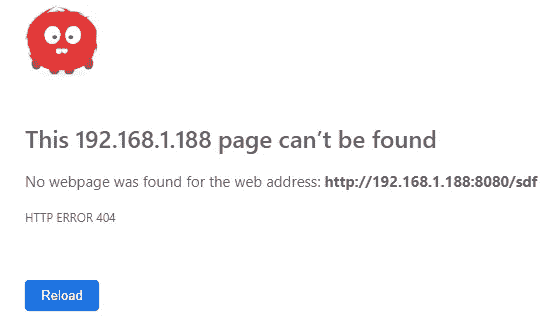 This 192.168.1.188 page can’t be found
No webpage was found for the web address: http://192.168.1.188:8080/sdf
HTTP ERROR 404
Reload